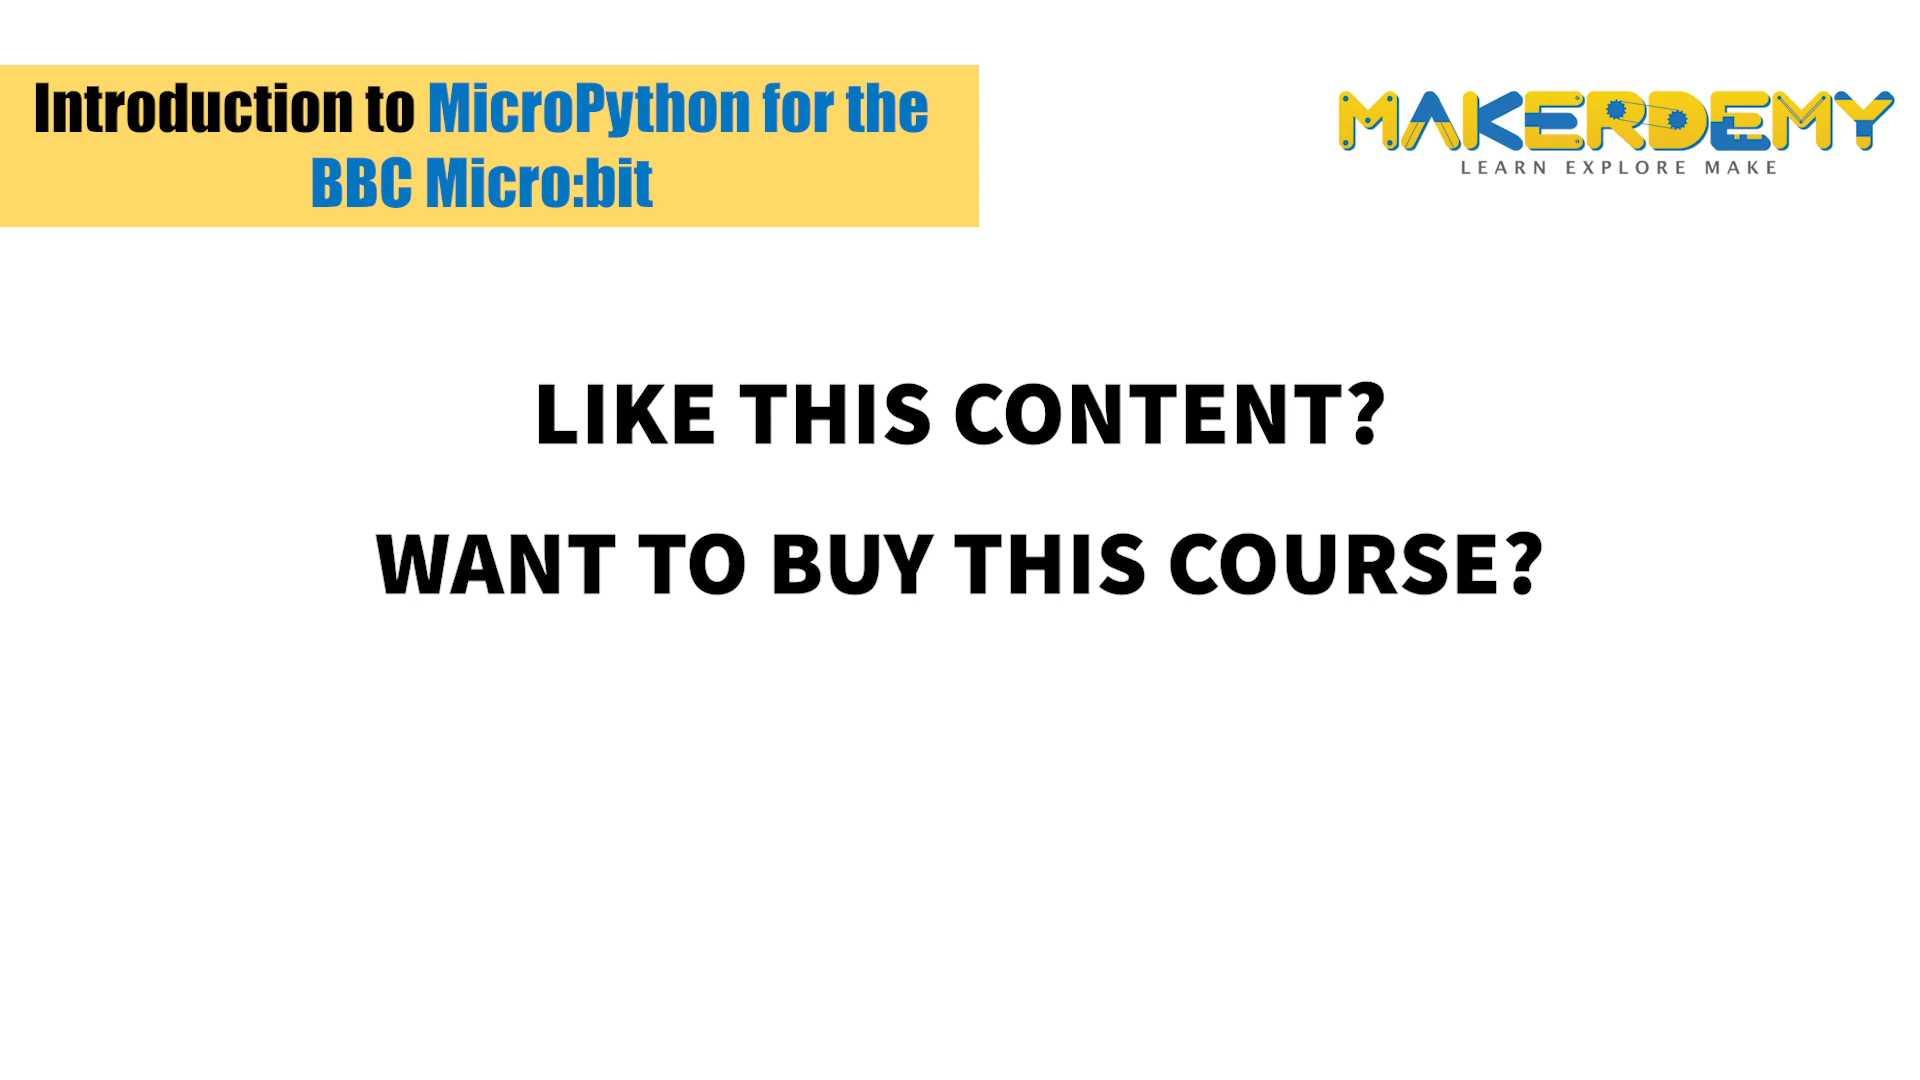 Introduction to MicroPython for the
BBC Micro:bit
MAKERDEMY
LEARN EXPLORE MAKE
LIKE THIS CONTENT?
WANT TO BUY THIS COURSE?